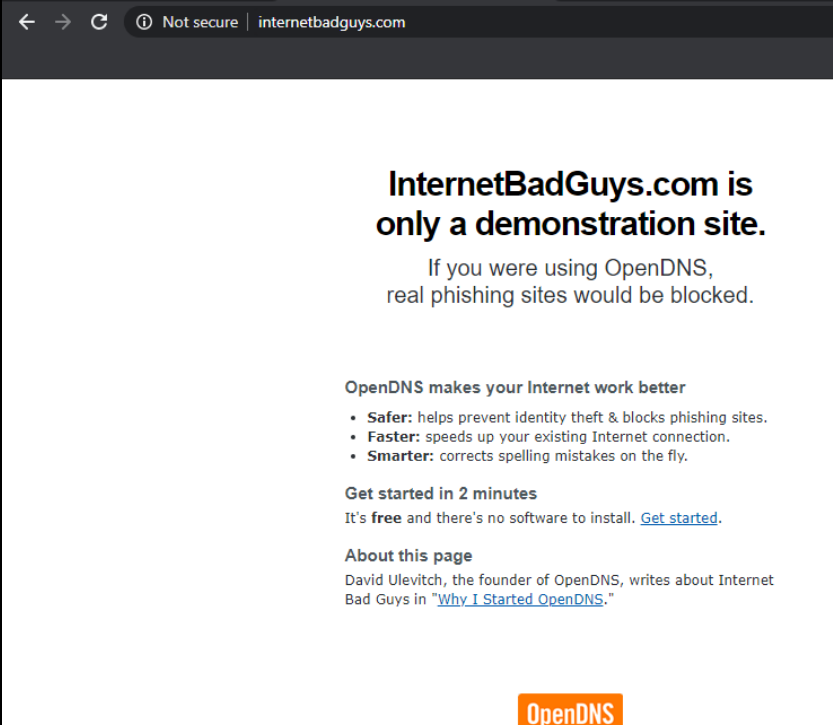 Not secure | internetbadguys.com
InternetBadGuys.com is
only a demonstration site.
If you were using OpenDNS,
real phishing sites would be blocked.
OpenDNS makes your Internet work better
• Safer: helps prevent identity theft & blocks phishing sites.
• Faster: speeds up your existing Internet connection.
• Smarter: corrects spelling mistakes on the fly.
Get started in 2 minutes
It's free and there's no software to install. Get started.
About this page
David Ulevitch, the founder of OpenDNS, writes about Internet
Bad Guys in "Why I Started OpenDNS."
OpenDNS